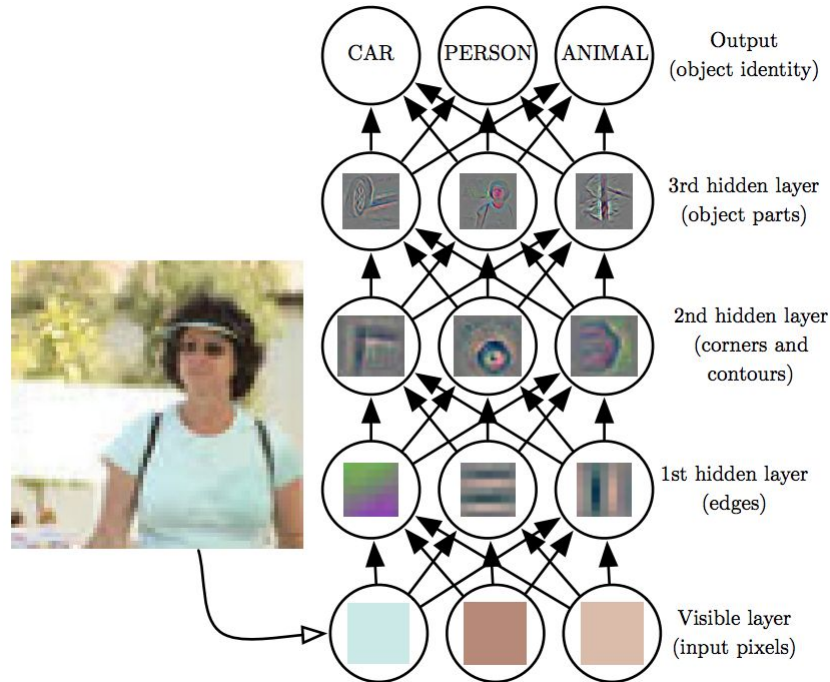 CAR PERSON ANIMAL
Output
(object identity)
3rd hidden layer
(object parts)
2nd hidden layer
(corners and
contours)
1st hidden layer
(edges)
Visible layer
(input pixels)